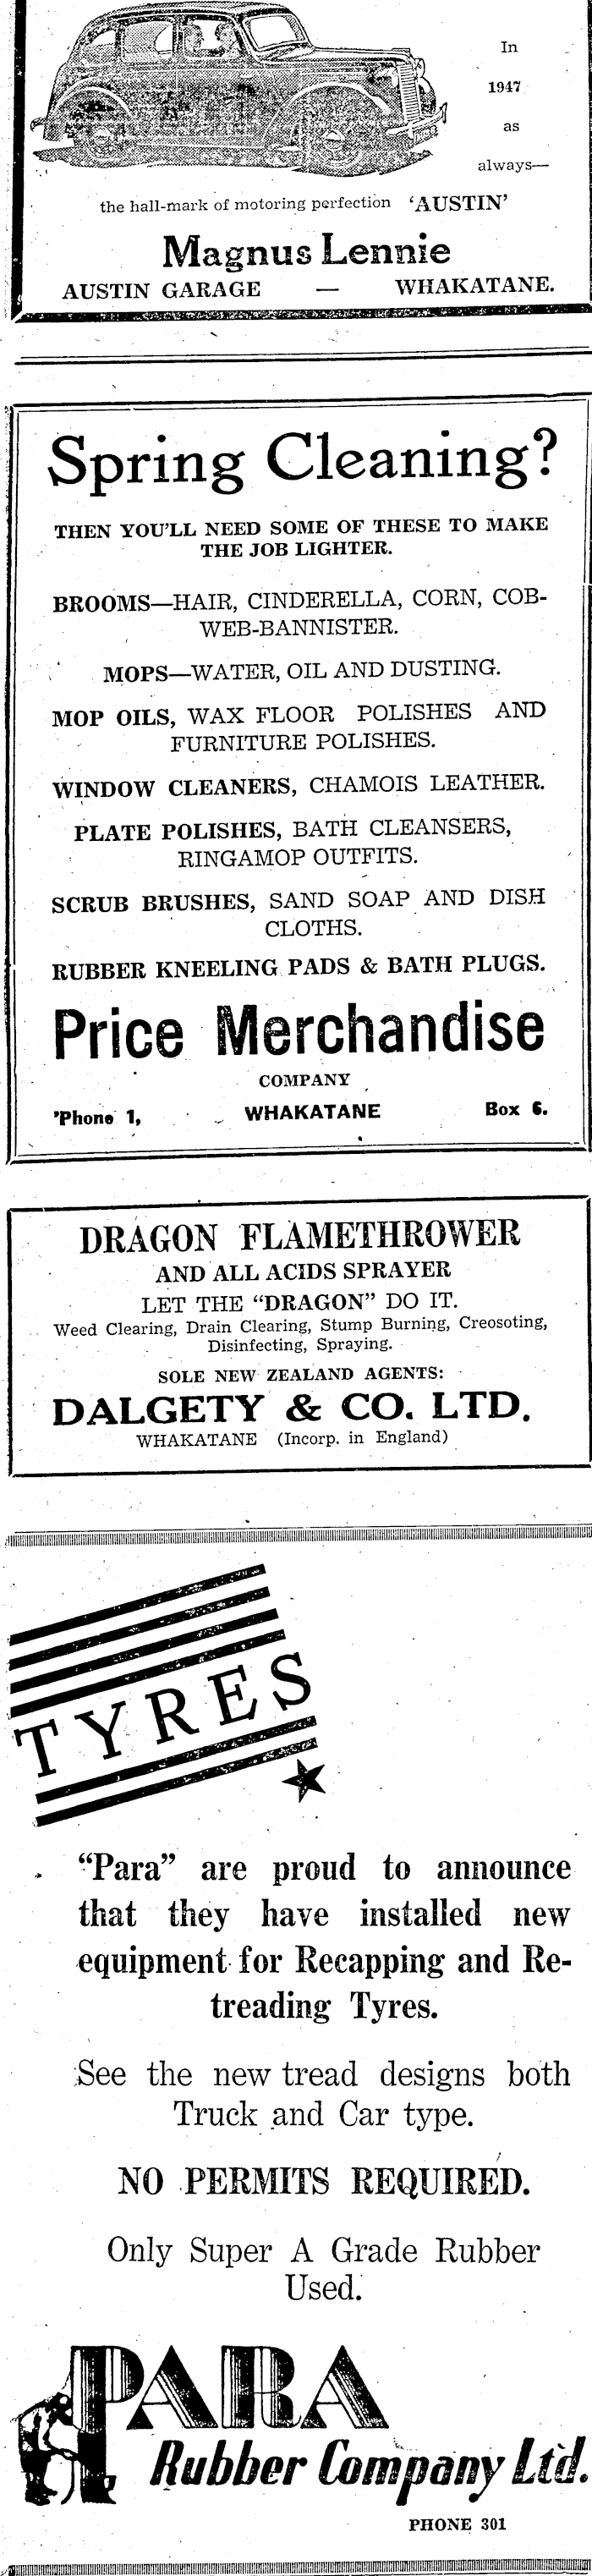 In
1947
as
always—
the hall-mark of motoring perfection 'AUSTIN'
Magnus Lennie
AUSTIN GARAGE — WHAKATANE.
Spring Cleaning?
THEN YOU'LL NEED SOME OF THESE TO MAKE
THE JOB LIGHTER.
BROOMS—HAIR, CINDERELLA, CORN, COB-
WEB-BANNISTER.
MOPS—WATER, OIL AND DUSTING.
MOP OILS, WAX FLOOR POLISHES AND
FURNITURE POLISHES.
WINDOW CLEANERS, CHAMOIS LEATHER.
PLATE POLISHES, BATH CLEANSERS,
RINGAMOP OUTFITS.
SCRUB BRUSHES, SAND SOAP AND DISH
CLOTHS.
RUBBER KNEELING PADS & BATH PLUGS.
Price Merchandise
COMPANY
'Phone 1, WHAKATANE Box 6.
DRAGON FLAMETHROWER
AND ALL ACIDS SPRAYER
LET THE "DRAGON" DO IT.
Weed Clearing, Drain Clearing, Stump Burning, Creosoting,
Disinfecting, Spraying.
SOLE NEW ZEALAND AGENTS:
DALGETY & CO. LTD.
WHAKATANE (Incorp. in England)
TYRES
"Para" are proud to announce
that they have installed new
equipment for Recapping and Re-
treading Tyres.
See the new tread designs both
Truck and Car type.
NO PERMITS REQUIRED.
Only Super A Grade Rubber
Used.
PARA
Rubber Company Ltd.
PHONE 301